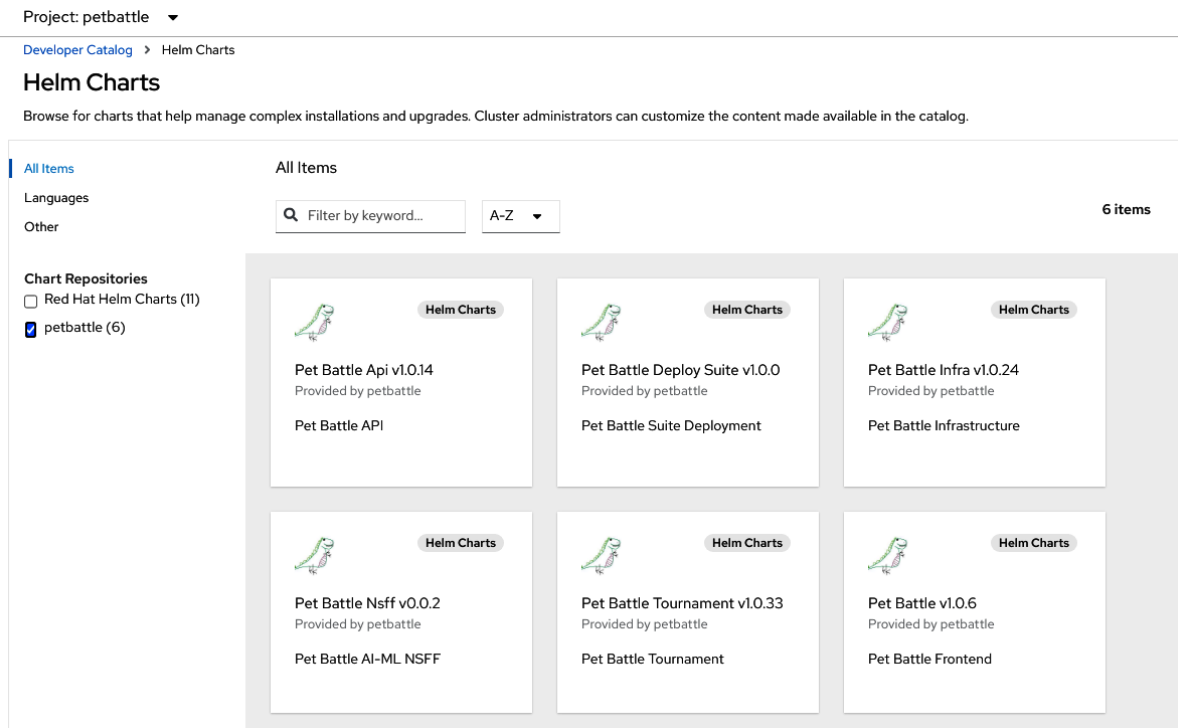 Project: petbattle
Developer Catalog > Helm Charts
Helm Charts
Browse for charts that help manage complex installations and upgrades. Cluster administrators can customize the content made available in the catalog.
All Items
Languages
Other
Chart Repositories
Red Hat Helm Charts (11)
petbattle (6)
All Items
Filter by keyword...
A-Z
6 items
Helm Charts
Pet Battle Api v1.0.14
Provided by petbattle
Pet Battle API
Helm Charts
Pet Battle Deploy Suite v1.0.0
Provided by petbattle
Pet Battle Suite Deployment
Helm Charts
Pet Battle Infra v1.0.24
Provided by petbattle
Pet Battle Infrastructure
Helm Charts
Pet Battle Nsff v0.0.2
Provided by petbattle
Pet Battle AI-ML NSFF
Helm Charts
Pet Battle Tournament v1.0.33
Provided by petbattle
Pet Battle Tournament
Helm Charts
Pet Battle v1.0.6
Provided by petbattle
Pet Battle Frontend